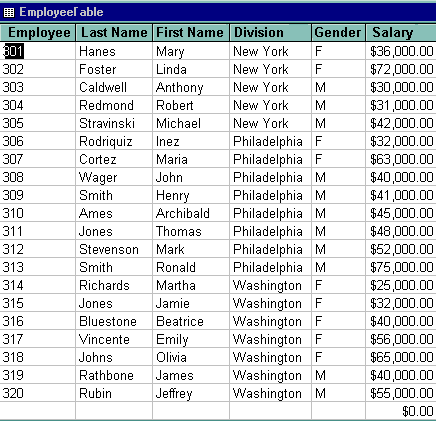 EmployeeTable
Employee Last Name First Name Division Gender Salary
301 Hanes Mary New York F $36,000.00
302 Foster Linda New York F $72,000.00
303 Caldwell Anthony New York M $30,000.00
304 Redmond Robert New York M $31,000.00
305 Stravinski Michael New York M $42,000.00
306 Rodriquiz Inez Philadelphia F $32,000.00
307 Cortez Maria Philadelphia F $63,000.00
308 Wager John Philadelphia M $40,000.00
309 Smith Henry Philadelphia M $41,000.00
310 Ames Archibald Philadelphia M $45,000.00
311 Jones Thomas Philadelphia M $48,000.00
312 Stevenson Mark Philadelphia M $52,000.00
313 Smith Ronald Philadelphia M $75,000.00
314 Richards Martha Washington F $25,000.00
315 Jones Jamie Washington F $32,000.00
316 Bluestone Beatrice Washington F $40,000.00
317 Vincente Emily Washington F $56,000.00
318 Johns Olivia Washington F $65,000.00
319 Rathbone James Washington M $40,000.00
320 Rubin Jeffrey Washington M $55,000.00
$0.00